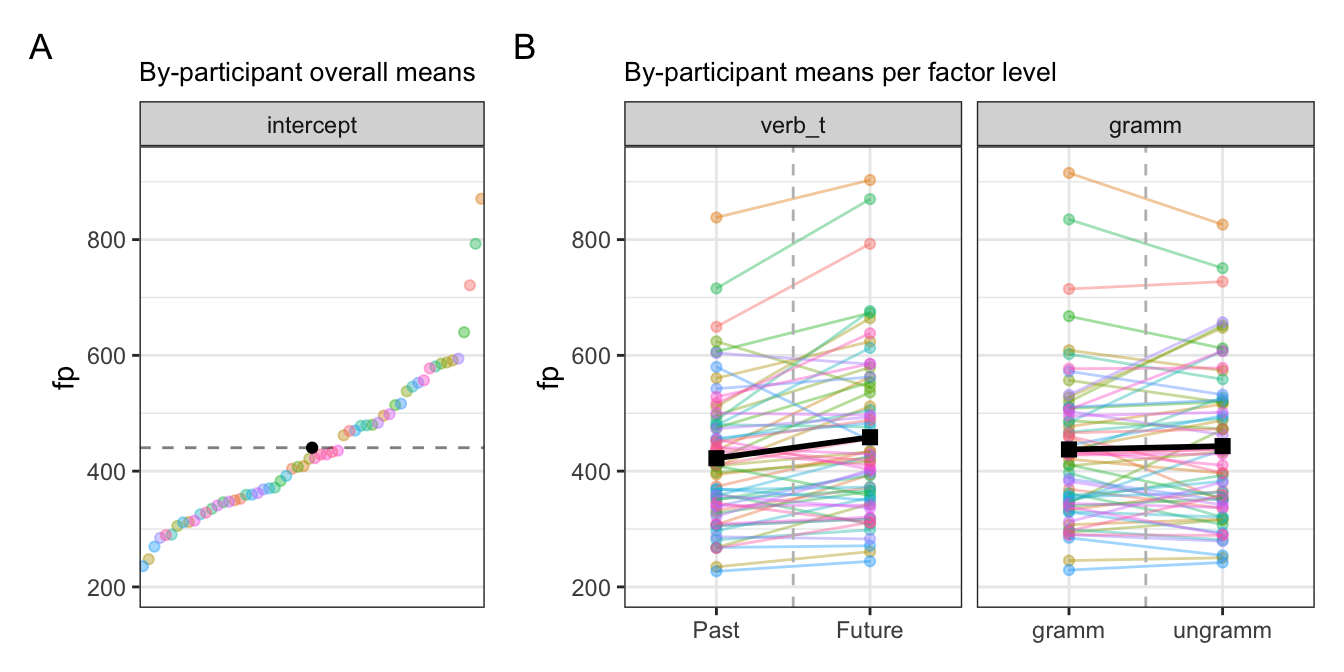 A
By-participant overall means
intercept
fp
800
600
400
200
B
By-participant means per factor level
verb_t
gramm
fp
800
600
400
200
Past
Future
gramm
ungramm